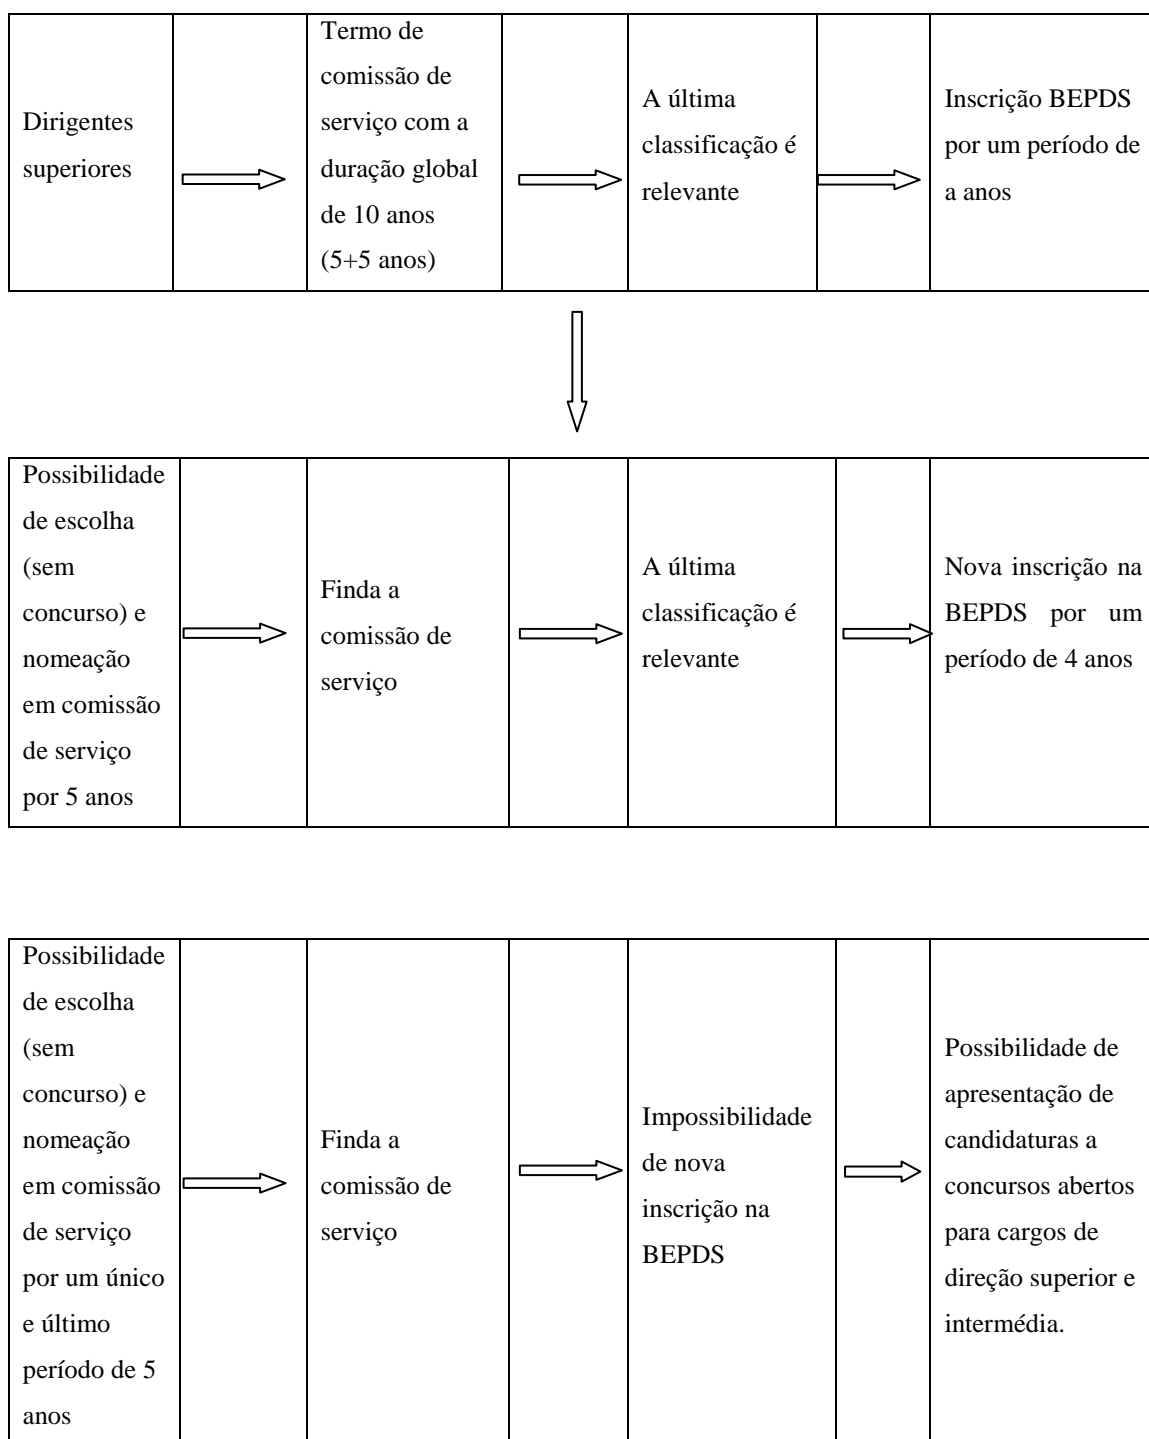 Dirigentes
superiores
Termo de
comissão de
serviço com a
duração global
de 10 anos
(5+5 anos)
A última
classificação é
relevante
Inscrição BEPDS
por um período de
a anos
Possibilidade
de escolha
(sem
concurso) e
nomeação
em comissão
de serviço
por 5 anos
Finda a
comissão de
serviço
A última
classificação é
relevante
Nova inscrição na
BEPDS por um
período de 4 anos
Possibilidade
de escolha
(sem
concurso) e
nomeação
em comissão
de serviço
por um único
e último
período de 5
anos
Finda a
comissão de
serviço
Impossibilidade
de nova
inscrição na
BEPDS
Possibilidade de
apresentação de
candidaturas a
concursos abertos
para cargos de
direção superior e
intermédia.